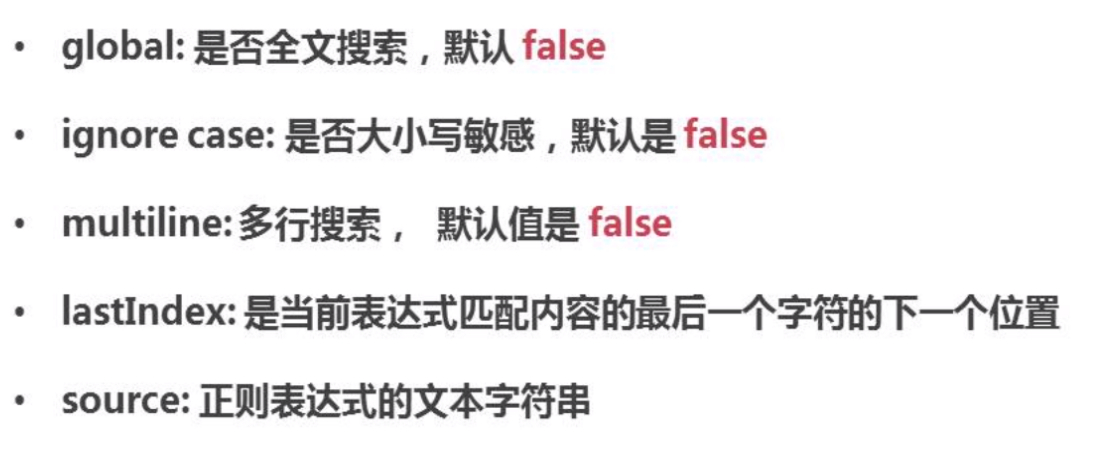 • global: 是否全文搜索，默认 false
• ignore case: 是否大小写敏感，默认是 false
• multiline: 多行搜索， 默认值是 false
• lastIndex: 是当前表达式匹配内容的最后一个字符的下一个位置
• source: 正则表达式的文本字符串